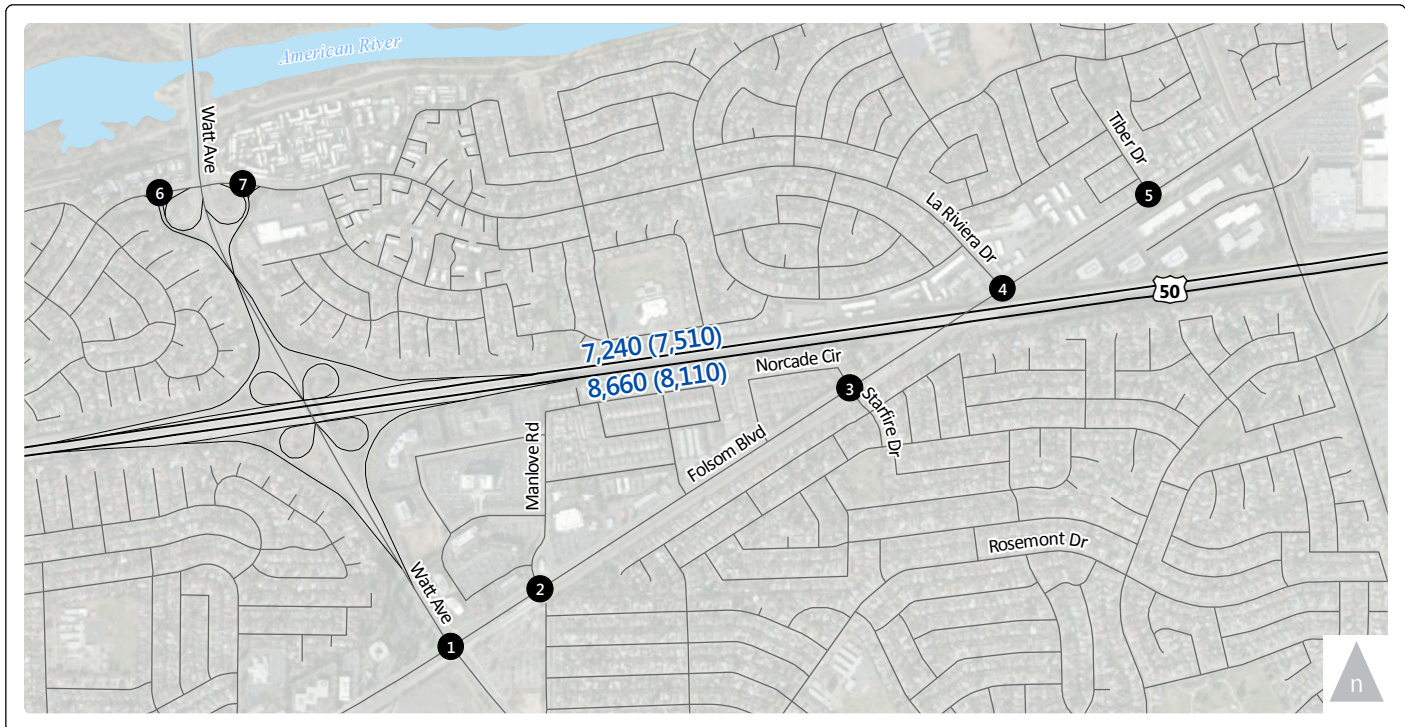 American River
Watt Ave
6
7
Tiber Dr
5
La Riviera Dr
4
50
7,240 (7,510)
8,660 (8,110)
Norcade Cir
3
Starfire Dr
Folsom Blvd
Manlove Rd
Rosemont Dr
Watt Ave
2
1
n